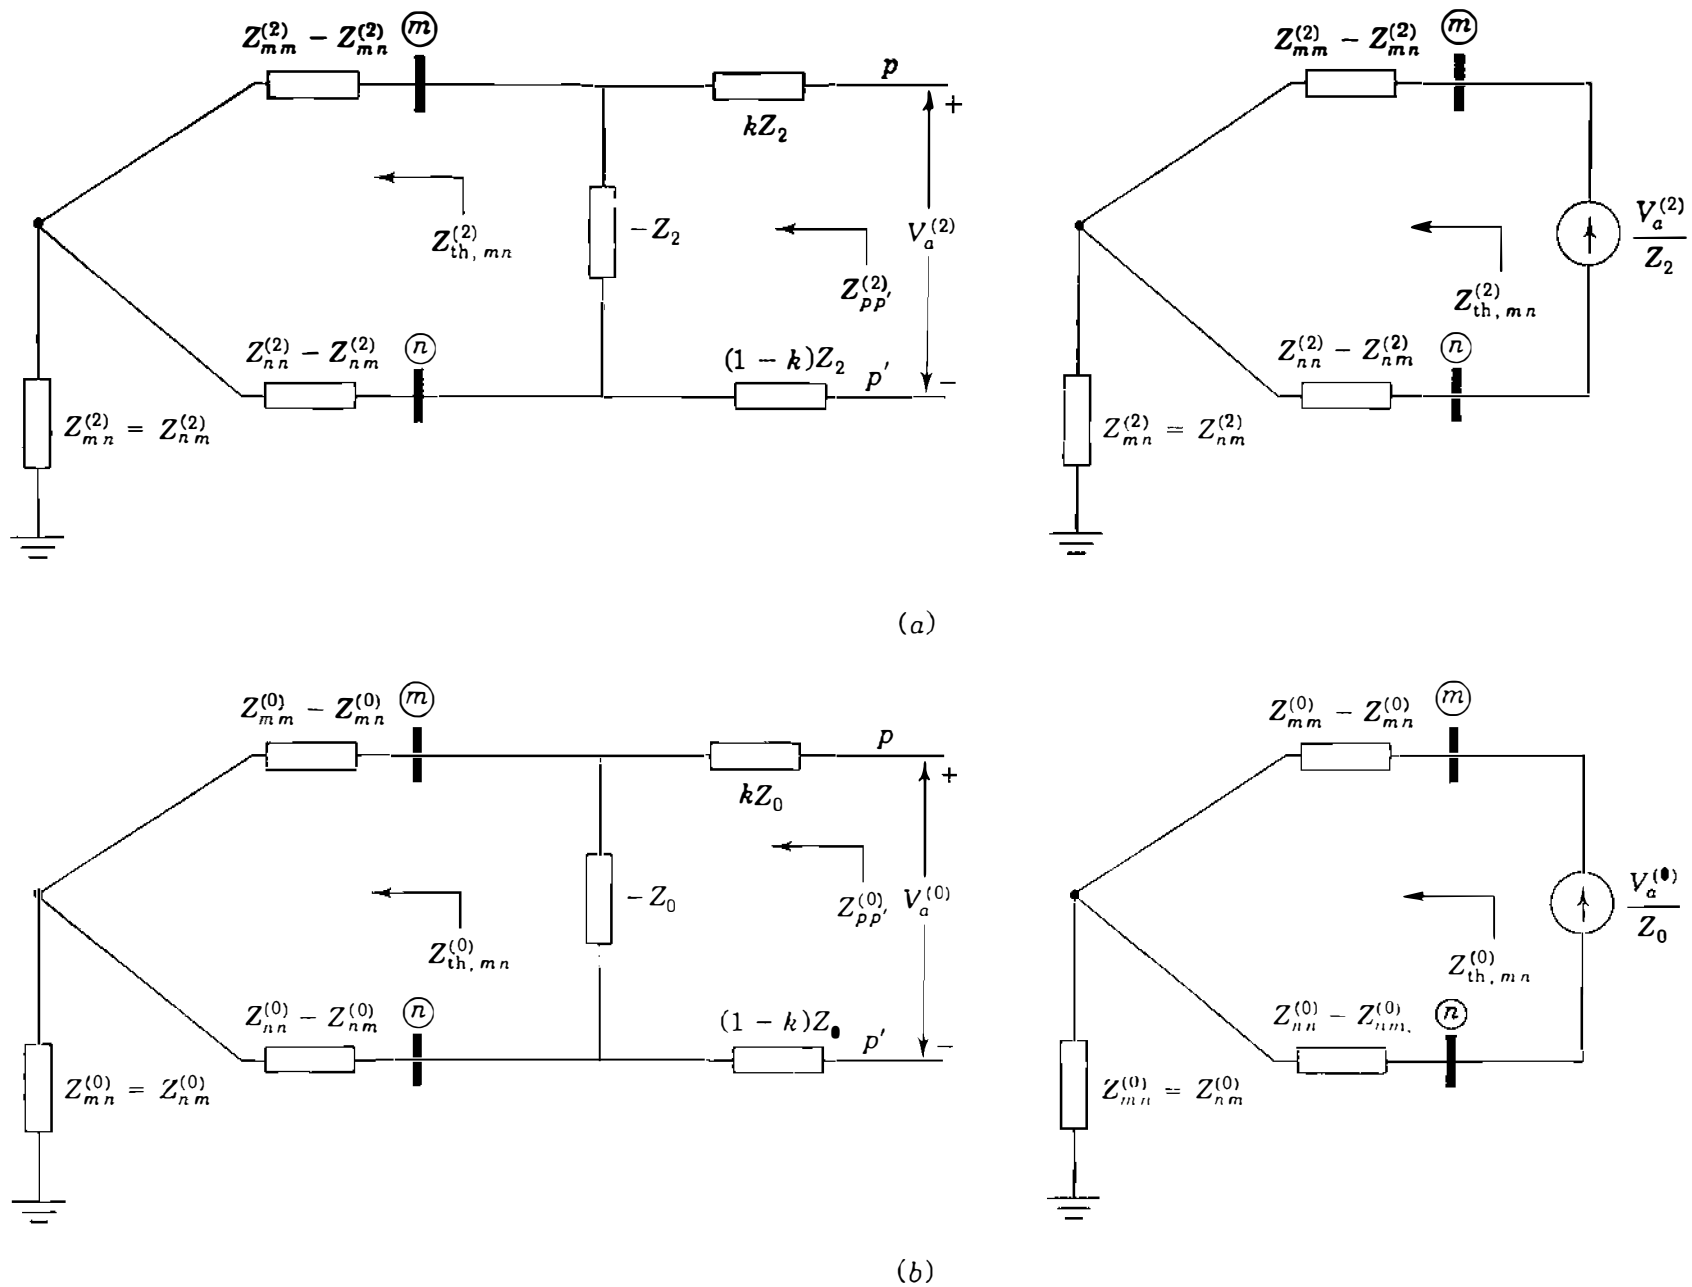 Z_{mm}^{(2)} − Z_{mn}^{(2)}
m
p
+
kZ_2
−Z_2
Z_{th, mn}^{(2)}
V_a^{(2)}
Z_{pp'}^{(2)}
Z_{nn}^{(2)} − Z_{nm}^{(2)}
n
(1 − k)Z_2
p'
−
Z_{mn}^{(2)} = Z_{nm}^{(2)}
Z_{mm}^{(2)} − Z_{mn}^{(2)}
m
V_a^{(2)}
Z_2
Z_{th, mn}^{(2)}
Z_{nn}^{(2)} − Z_{nm}^{(2)}
n
Z_{mn}^{(2)} = Z_{nm}^{(2)}
(a)
Z_{mm}^{(0)} − Z_{mn}^{(0)}
m
p
+
kZ_0
−Z_0
Z_{th, mn}^{(0)}
Z_{pp'}^{(0)}
V_a^{(0)}
Z_{nn}^{(0)} − Z_{nm}^{(0)}
n
(1 − k)Z_0
p'
−
Z_{mn}^{(0)} = Z_{nm}^{(0)}
Z_{mm}^{(0)} − Z_{mn}^{(0)}
m
V_a^{(0)}
Z_0
Z_{th, mn}^{(0)}
Z_{nn}^{(0)} − Z_{nm}^{(0)}
n
Z_{mn}^{(0)} = Z_{nm}^{(0)}
(b)